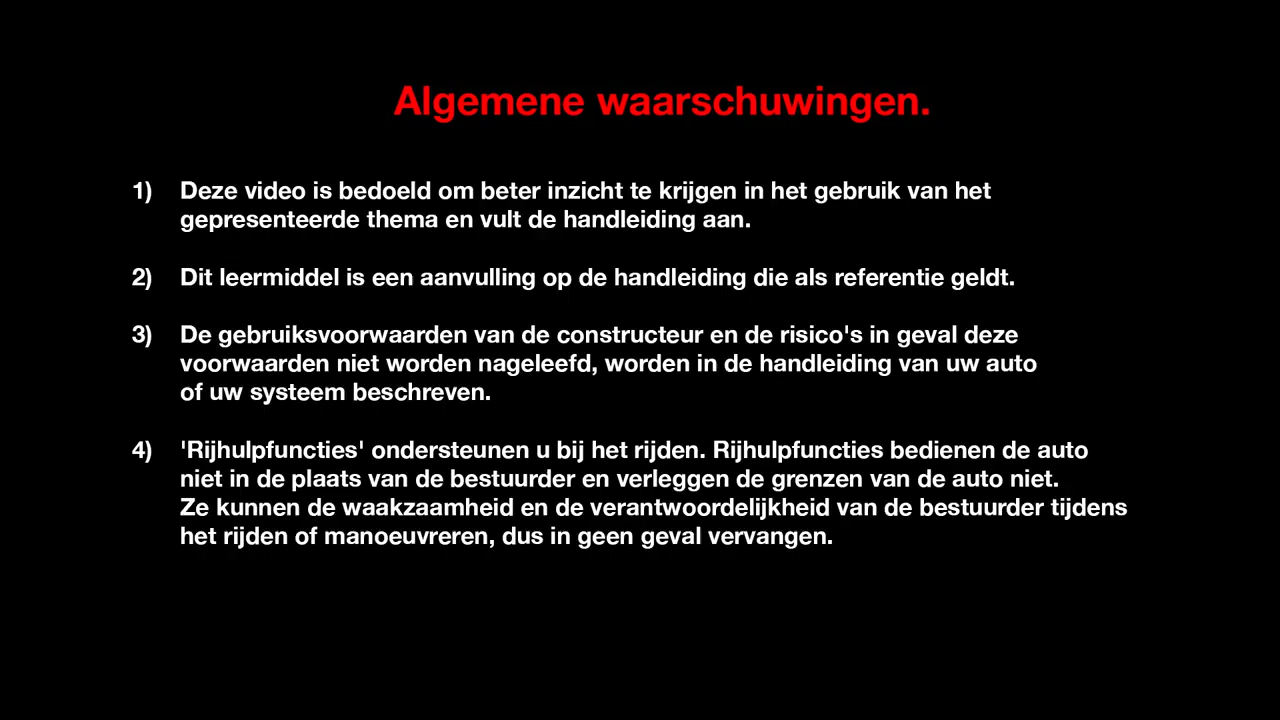 Algemene waarschuwingen.
1) Deze video is bedoeld om beter inzicht te krijgen in het gebruik van het
gepresenteerde thema en vult de handleiding aan.
2) Dit leermiddel is een aanvulling op de handleiding die als referentie geldt.
3) De gebruiksvoorwaarden van de constructeur en de risico's in geval deze
voorwaarden niet worden nageleefd, worden in de handleiding van uw auto
of uw systeem beschreven.
4) 'Rijhulpfuncties' ondersteunen u bij het rijden. Rijhulpfuncties bedienen de auto
niet in de plaats van de bestuurder en verleggen de grenzen van de auto niet.
Ze kunnen de waakzaamheid en de verantwoordelijkheid van de bestuurder tijdens
het rijden of manoeuvreren, dus in geen geval vervangen.